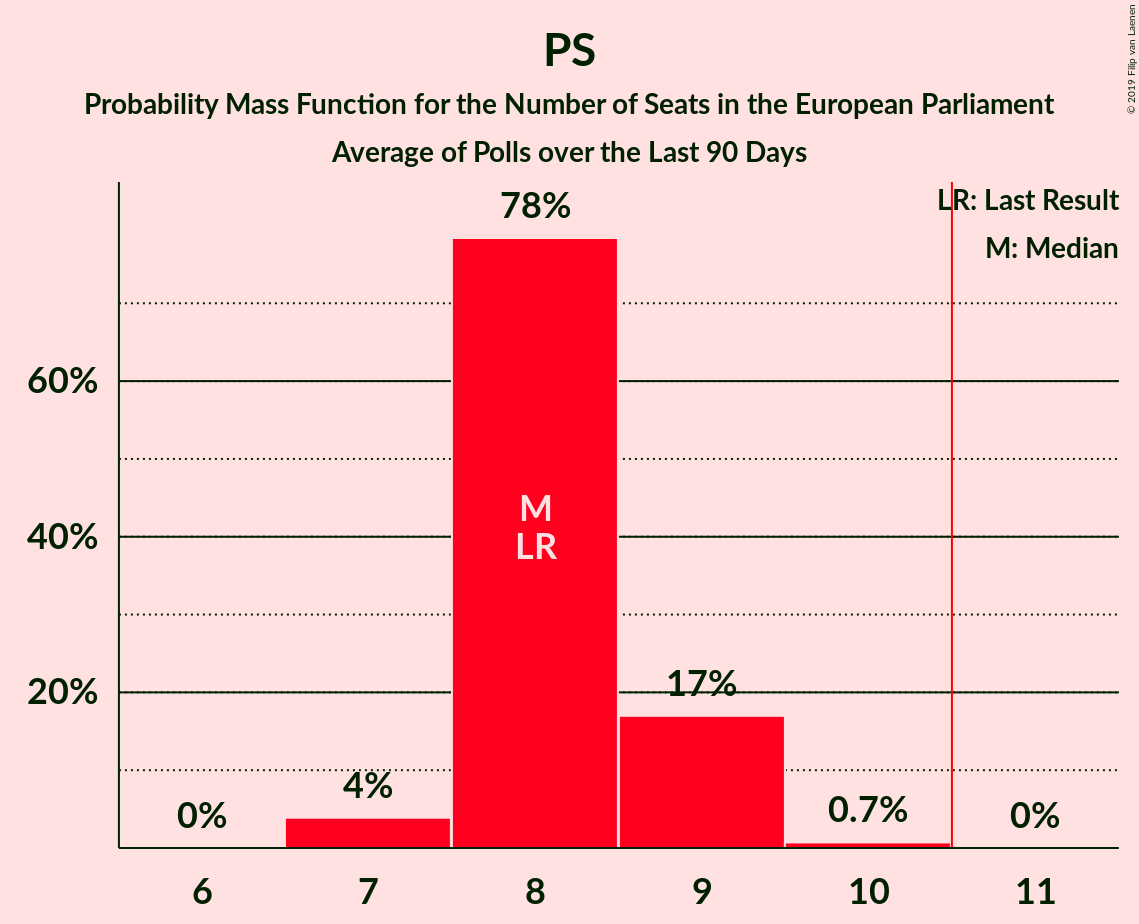 PS
Probability Mass Function for the Number of Seats in the European Parliament
Average of Polls over the Last 90 Days
© 2019 Filip van Laenen
LR: Last Result
M: Median
78%
60%
M
LR
40%
17%
20%
4%
0%
0.7%
0%
6 7 8 9 10 11